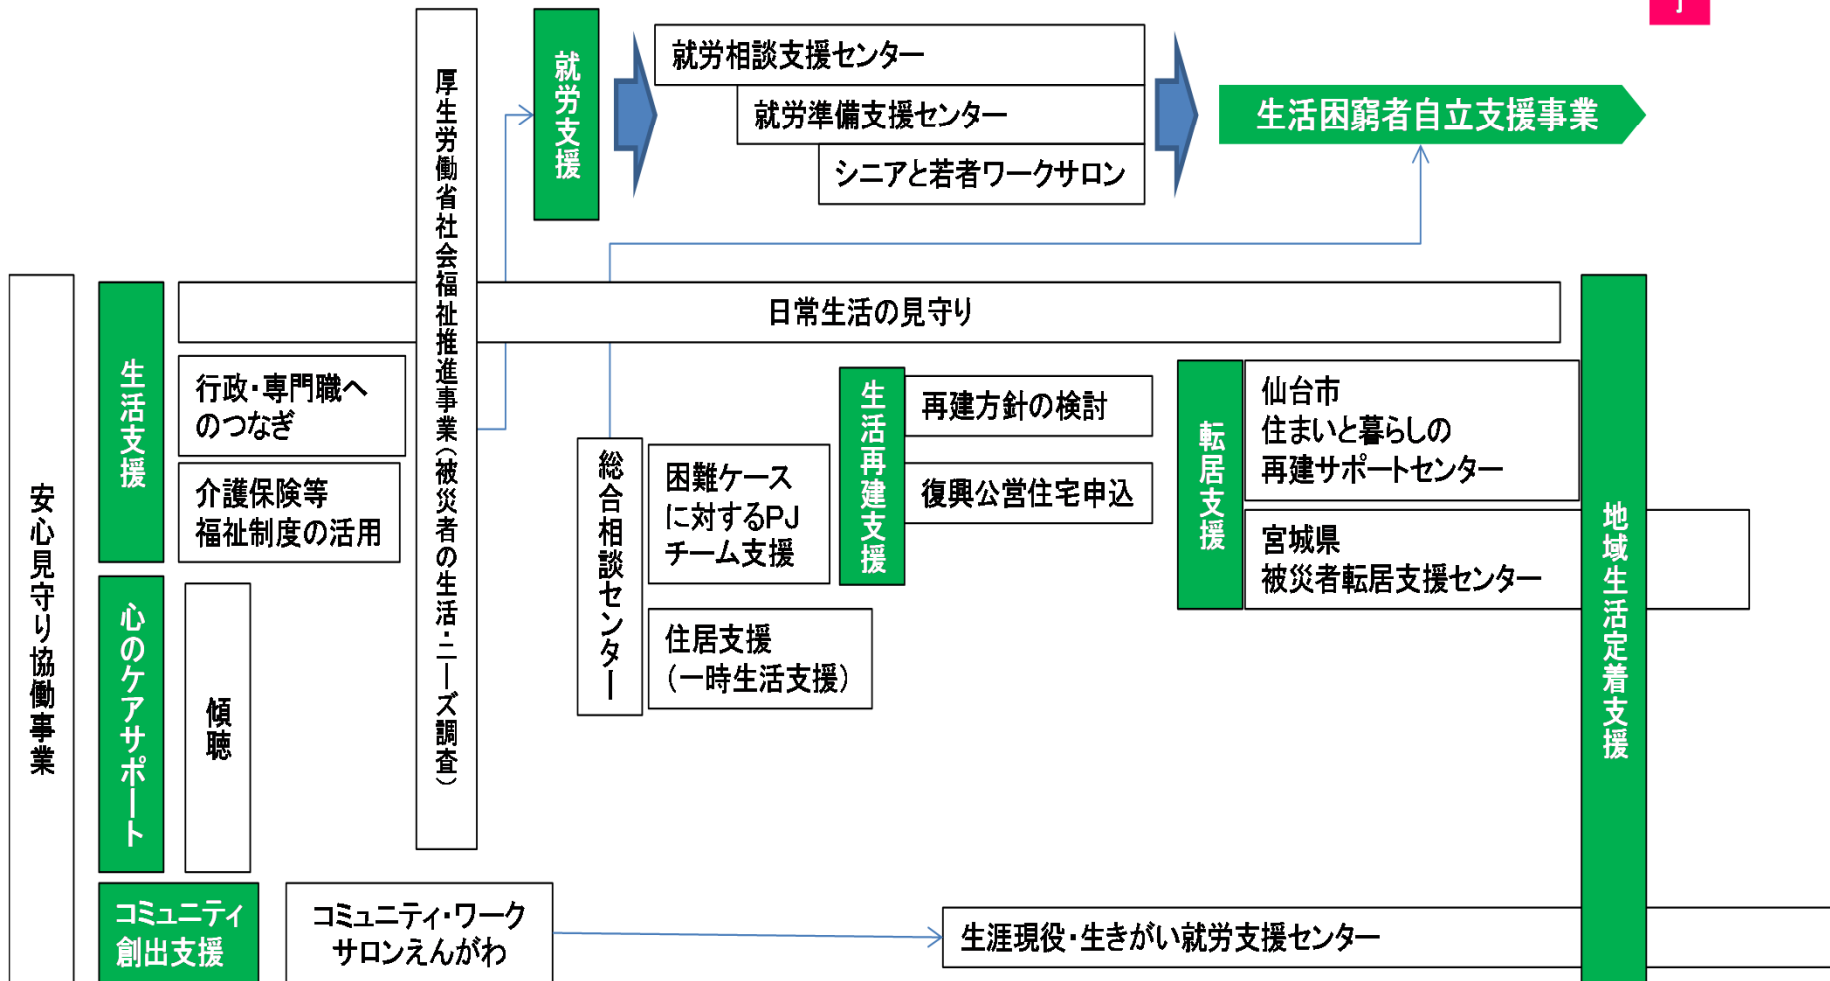 就労支援
就労相談支援センター
就労準備支援センター
シニアと若者ワークサロン
生活困窮者自立支援事業
厚生労働省社会福祉推進事業(被災者の生活・ニーズ調査)
安心見守り協働事業
生活支援
日常生活の見守り
行政・専門職へ
のつなぎ
介護保険等
福祉制度の活用
心のケアサポート
傾聴
総合相談センター
困難ケース
に対するPJ
チーム支援
住居支援
(一時生活支援)
生活再建支援
再建方針の検討
復興公営住宅申込
転居支援
仙台市
住まいと暮らしの
再建サポートセンター
宮城県
被災者転居支援センター
地域生活定着支援
コミュニティ
創出支援
コミュニティ・ワーク
サロンえんがわ
生涯現役・生きがい就労支援センター